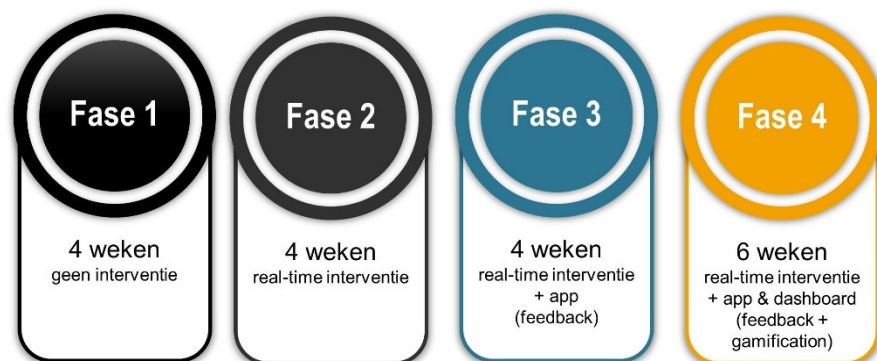 Fase 1
4 weken
geen interventie
Fase 2
4 weken
real-time interventie
Fase 3
4 weken
real-time interventie
+ app
(feedback)
Fase 4
6 weken
real-time interventie
+ app & dashboard
(feedback +
gamification)